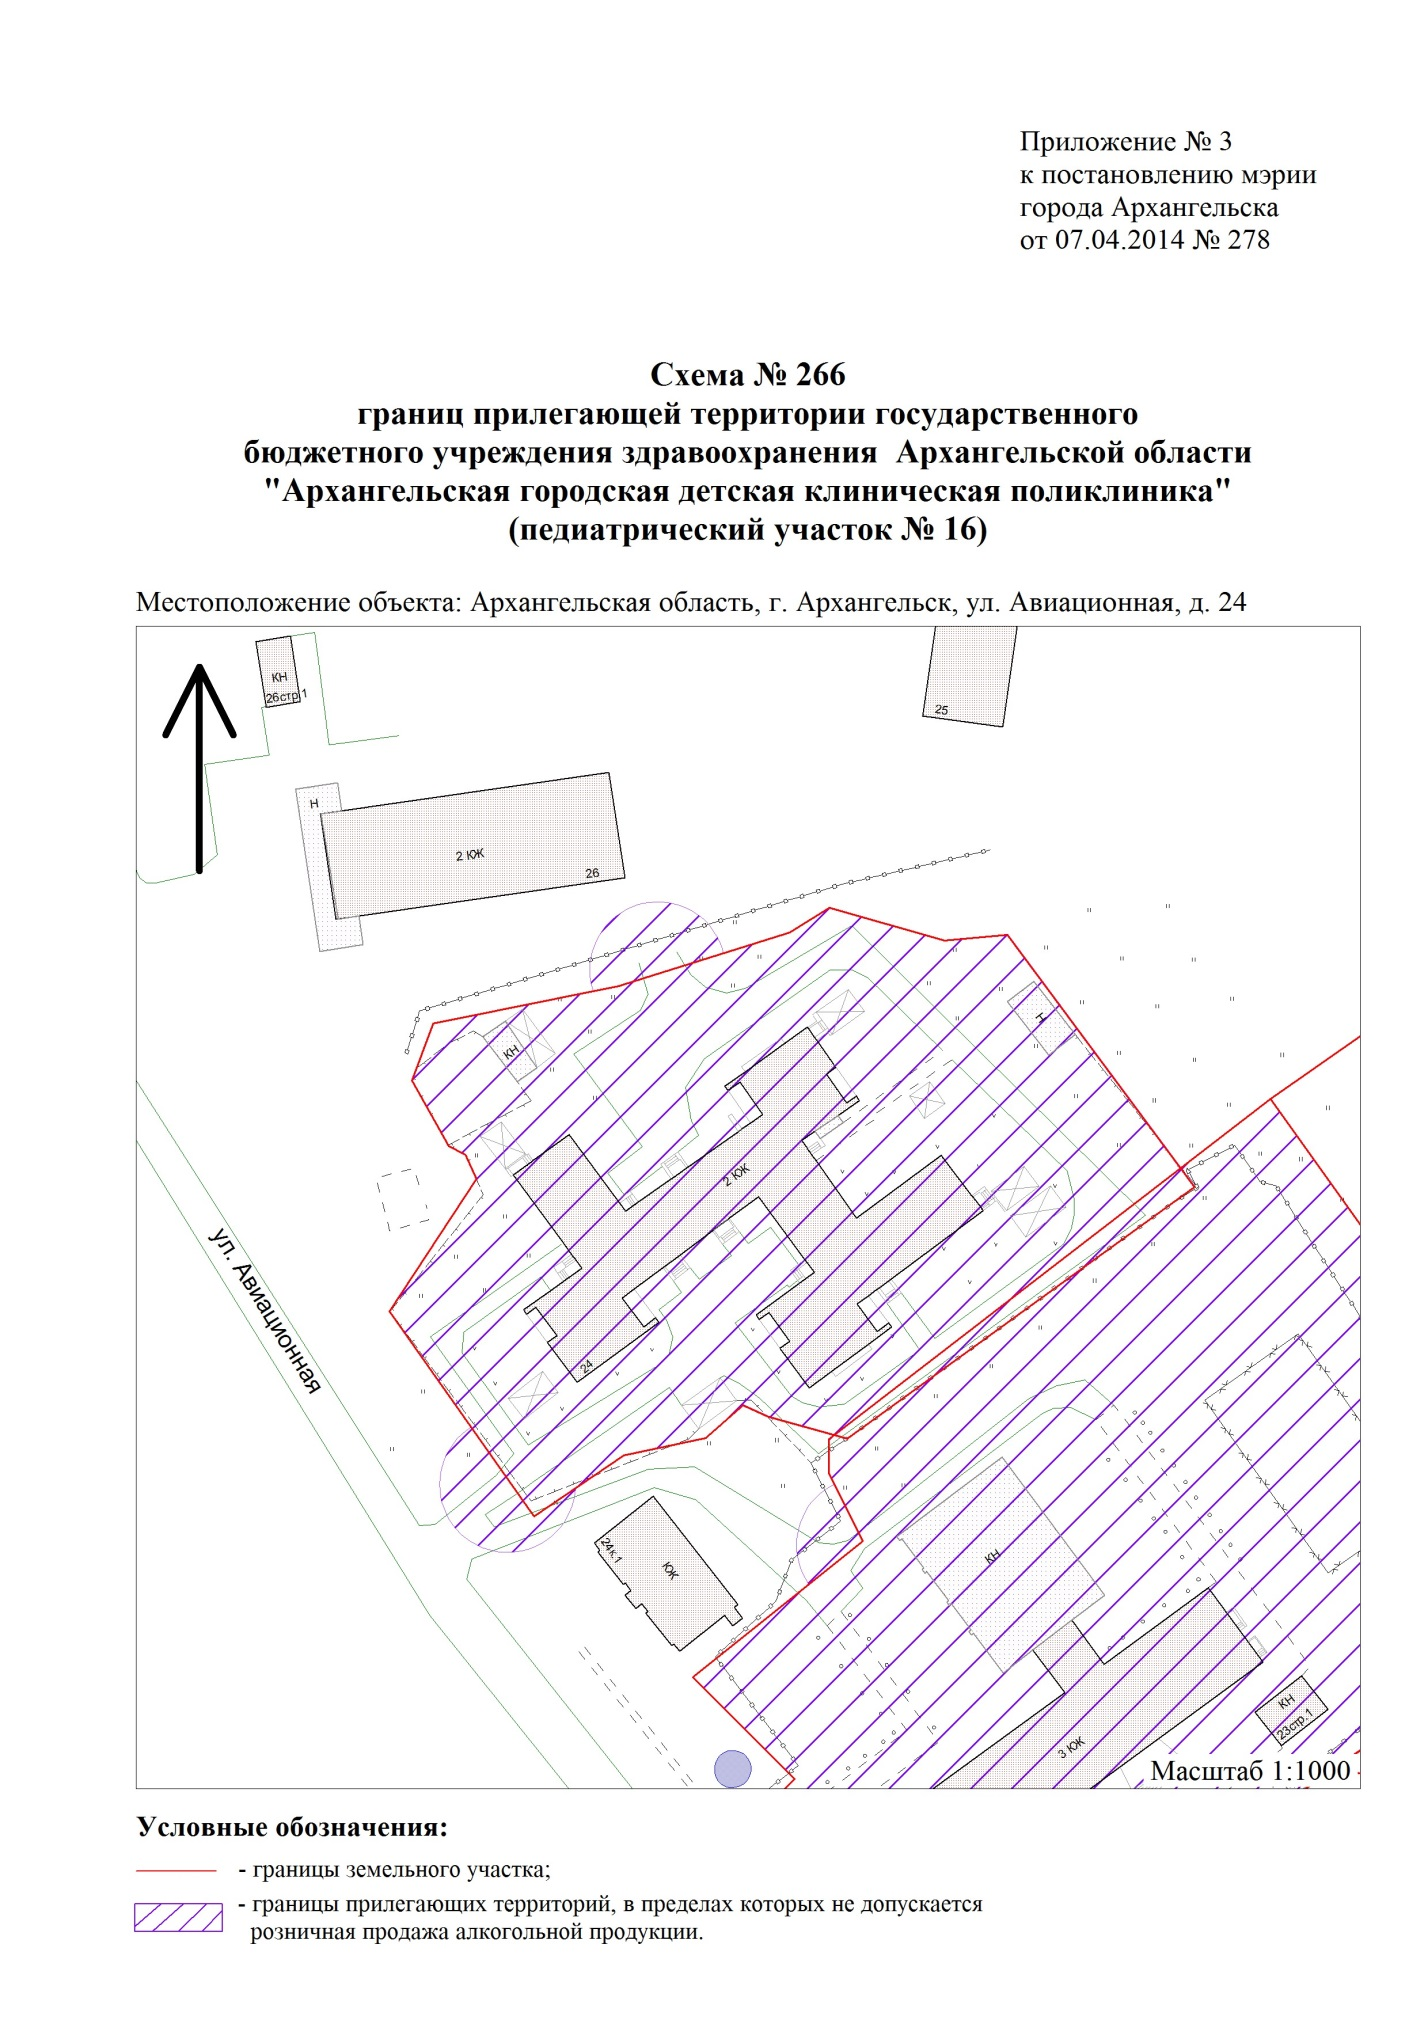 Приложение № 3
к постановлению мэрии
города Архангельска
от 07.04.2014 № 278
Схема № 266
границ прилегающей территории государственного
бюджетного учреждения здравоохранения Архангельской области
"Архангельская городская детская клиническая поликлиника"
(педиатрический участок № 16)
Местоположение объекта: Архангельская область, г. Архангельск, ул. Авиационная, д. 24
КН
26стр.1
25
Н
2 КЖ
26
КН
Н
2 КЖ
24
ул. Авиационная
24к.1
КЖ
КН
3 КЖ
КН
23стр.1
Масштаб 1:1000
Условные обозначения:
- границы земельного участка;
- границы прилегающих территорий, в пределах которых не допускается
розничная продажа алкогольной продукции.